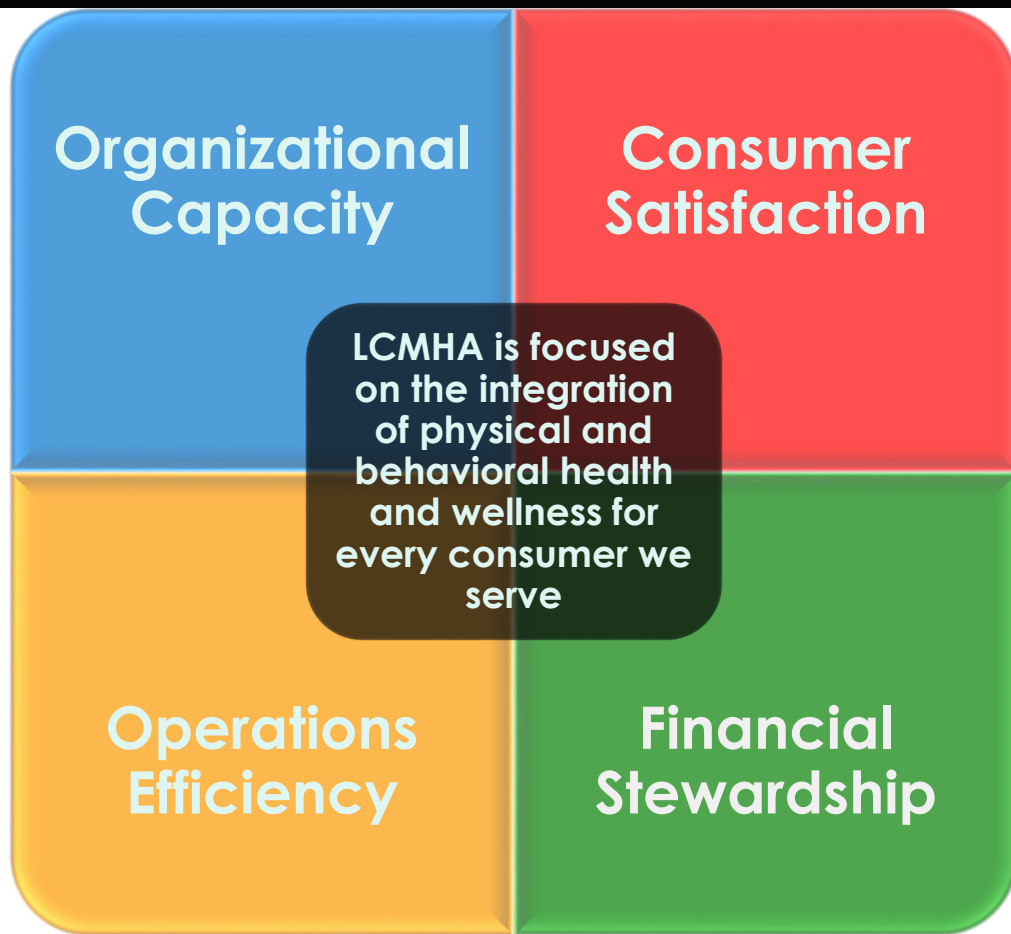 Organizational
Capacity
Consumer
Satisfaction
LCMHA is focused
on the integration
of physical and
behavioral health
and wellness for
every consumer we
serve
Operations
Efficiency
Financial
Stewardship